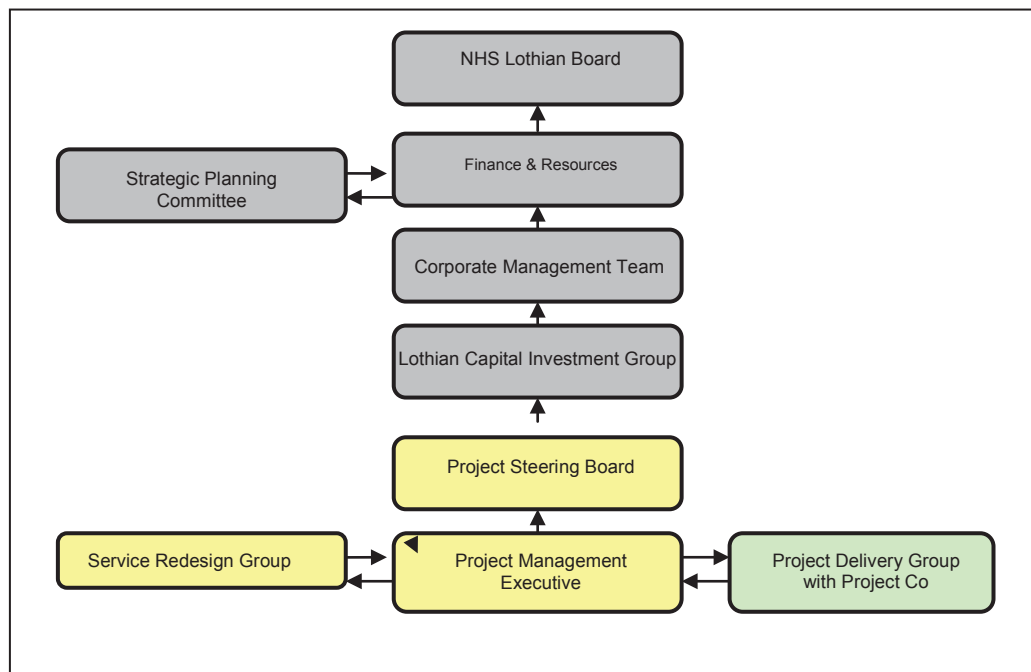 NHS Lothian Board
Finance & Resources
Strategic Planning
Committee
Corporate Management Team
Lothian Capital Investment Group
Project Steering Board
Service Redesign Group
Project Management
Executive
Project Delivery Group
with Project Co